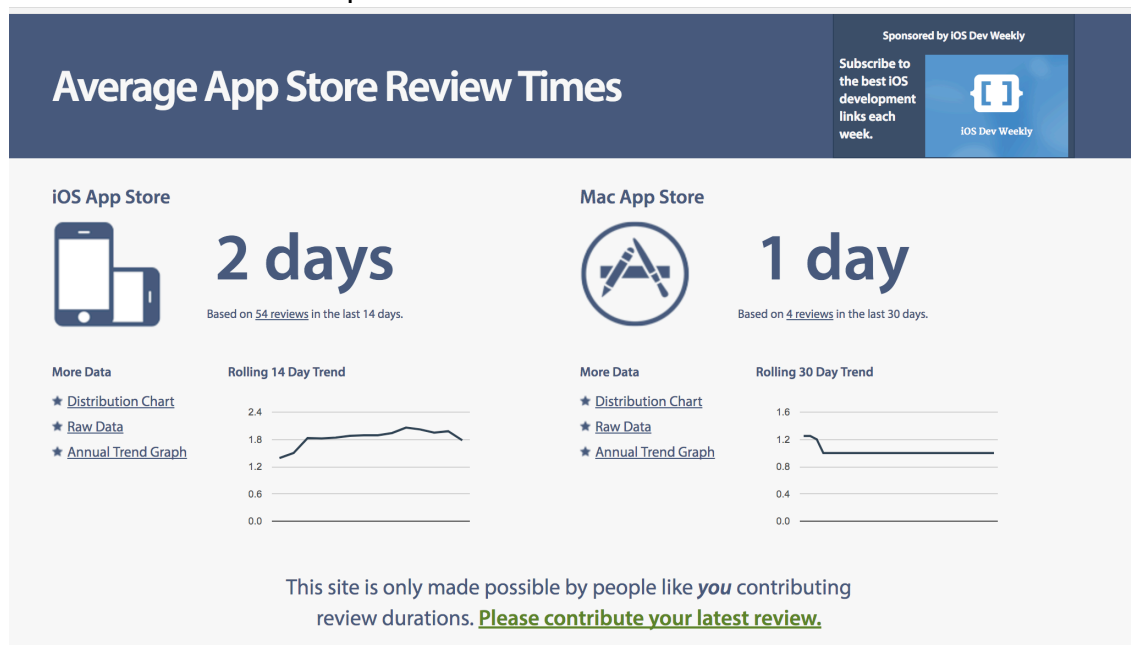 Average App Store Review Times
Sponsored by iOS Dev Weekly
Subscribe to
the best iOS
development
links each
week.
{[]}
iOS Dev Weekly
iOS App Store
2 days
Based on 54 reviews in the last 14 days.
More Data
Distribution Chart
Raw Data
Annual Trend Graph
Rolling 14 Day Trend
2.4
1.8
1.2
0.6
0.0
Mac App Store
1 day
Based on 4 reviews in the last 30 days.
More Data
Distribution Chart
Raw Data
Annual Trend Graph
Rolling 30 Day Trend
1.6
1.2
0.8
0.4
0.0
This site is only made possible by people like you contributing
review durations. Please contribute your latest review.